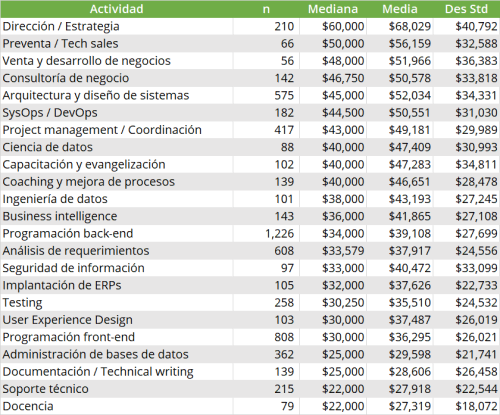 Actividad n Mediana Media Des Std
Dirección / Estrategia 210 $60,000 $68,029 $40,792
Preventa / Tech sales 66 $50,000 $56,159 $32,588
Venta y desarrollo de negocios 56 $48,000 $51,966 $36,383
Consultoría de negocio 142 $46,750 $50,578 $33,818
Arquitectura y diseño de sistemas 575 $45,000 $52,034 $34,331
SysOps / DevOps 182 $44,500 $50,551 $31,030
Project management / Coordinación 417 $43,000 $49,181 $29,989
Ciencia de datos 88 $40,000 $47,409 $30,993
Capacitación y evangelización 102 $40,000 $47,283 $34,811
Coaching y mejora de procesos 139 $40,000 $46,651 $28,478
Ingeniería de datos 101 $38,000 $43,193 $27,245
Business intelligence 143 $36,000 $41,865 $27,108
Programación back-end 1,226 $34,000 $39,108 $27,699
Análisis de requerimientos 608 $33,579 $37,917 $24,556
Seguridad de información 97 $33,000 $40,472 $33,099
Implantación de ERPs 105 $32,000 $37,626 $22,733
Testing 258 $30,250 $35,510 $24,532
User Experience Design 103 $30,000 $37,487 $26,019
Programación front-end 808 $30,000 $36,295 $26,021
Administración de bases de datos 362 $25,000 $29,598 $21,741
Documentación / Technical writing 139 $25,000 $28,606 $26,458
Soporte técnico 215 $22,000 $27,918 $22,544
Docencia 79 $22,000 $27,319 $18,072